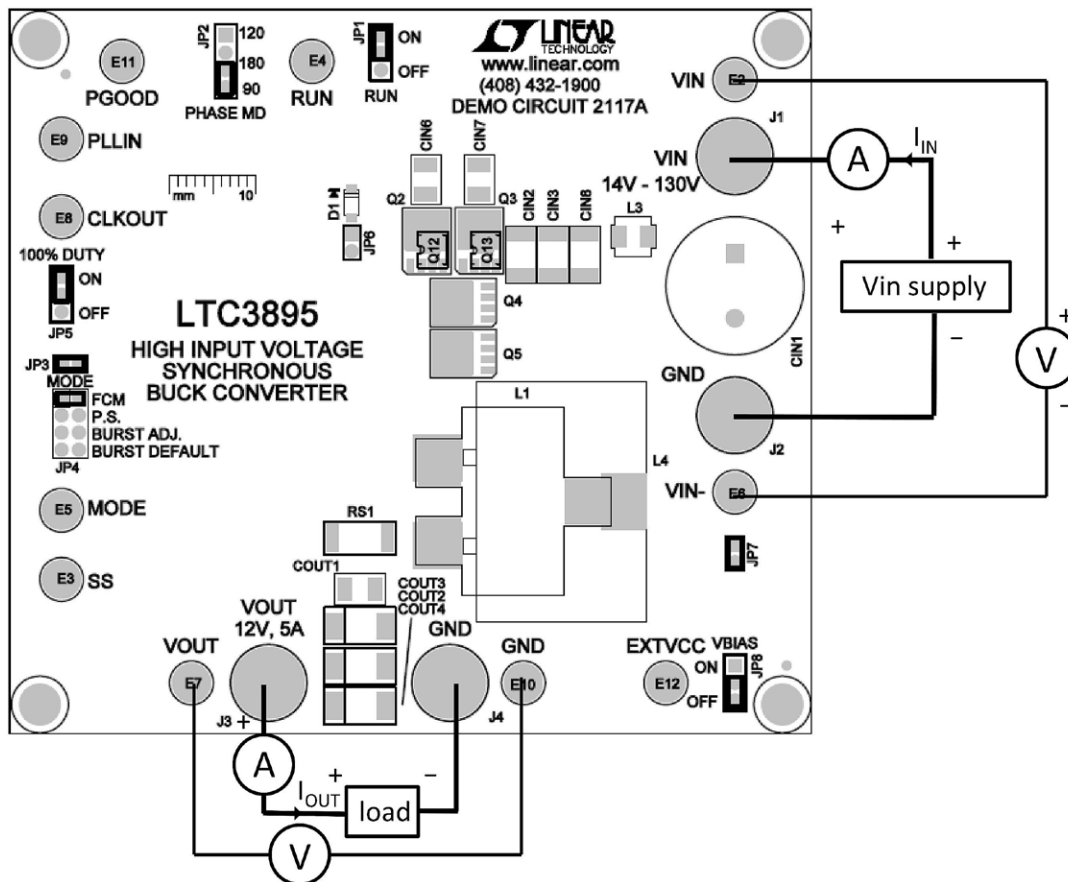 JP2
120
180
90
PHASE MD
E11
PGOOD
E4
RUN
JP1
ON
OFF
RUN
LINEAR
TECHNOLOGY
www.linear.com
(408) 432-1900
DEMO CIRCUIT 2117A
VIN
E2
J1
VIN
14V - 130V
A
I IN
E9
PLLIN
mm 10
E8
CLKOUT
CIN6
CIN7
Q2
Q3
D1
JP6
Q12
Q13
CIN2
CIN3
CIN8
L3
+
+
Vin supply
−
+
V
−
CIN1
100% DUTY
ON
OFF
JP5
Q4
Q5
LTC3895
HIGH INPUT VOLTAGE
SYNCHRONOUS
BUCK CONVERTER
JP3
MODE
FCM
P.S.
BURST ADJ.
BURST DEFAULT
JP4
GND
J2
L1
L4
VIN-
E6
E5
MODE
RS1
JP7
E3
SS
COUT1
COUT3
COUT2
COUT4
VOUT
E7
VOUT
12V, 5A
J3
+
GND
J4
GND
E10
EXTVCC
E12
VBIAS
ON
OFF
JP8
A
I OUT
+
load
−
V